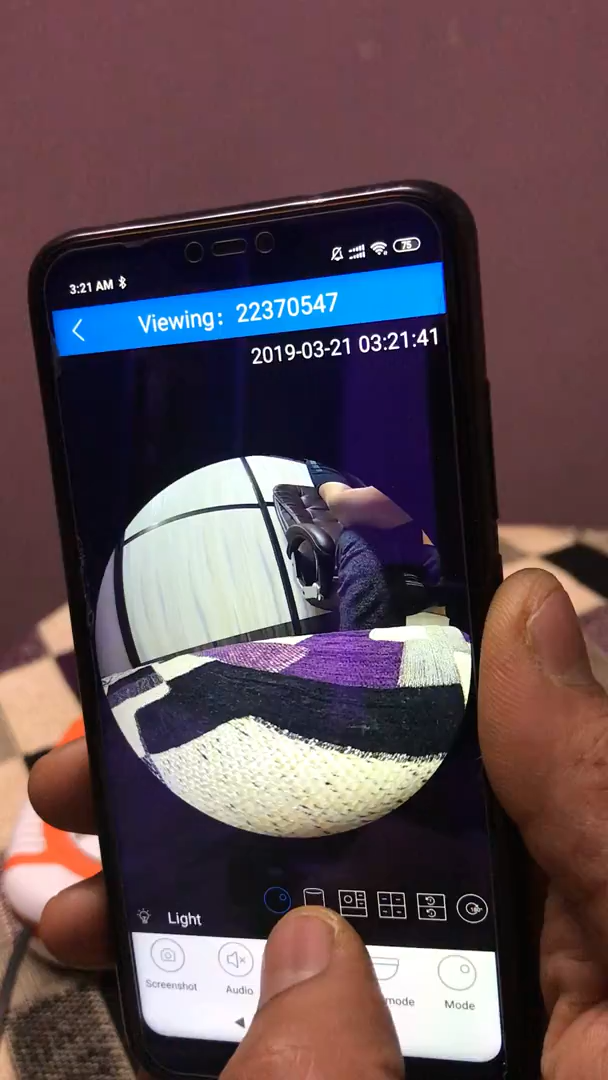 3:21 AM
75
Viewing: 22370547
2019-03-21 03:21:41
Light
Screenshot
Audio
mode
Mode